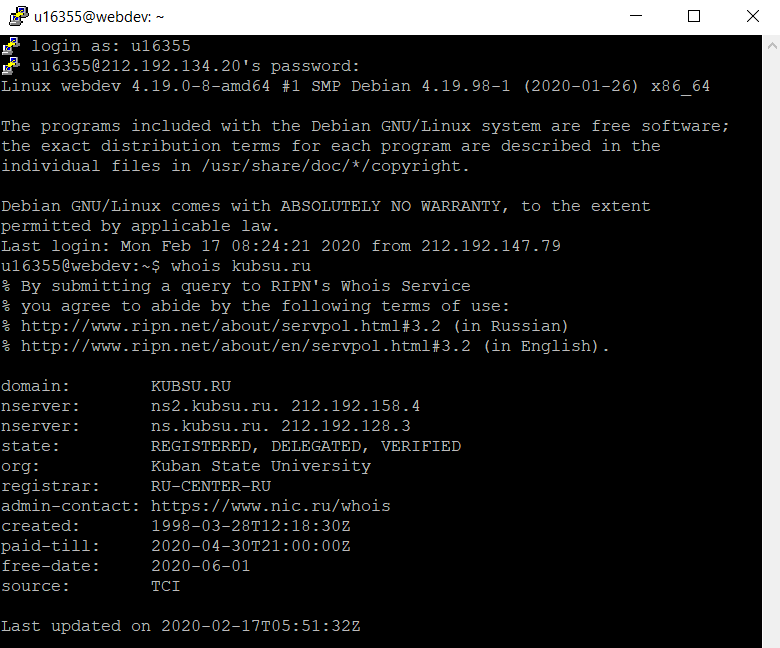 u16355@webdev: ~
login as: u16355
u16355@212.192.134.20's password:
Linux webdev 4.19.0-8-amd64 #1 SMP Debian 4.19.98-1 (2020-01-26) x86_64

The programs included with the Debian GNU/Linux system are free software;
the exact distribution terms for each program are described in the
individual files in /usr/share/doc/*/copyright.

Debian GNU/Linux comes with ABSOLUTELY NO WARRANTY, to the extent
permitted by applicable law.
Last login: Mon Feb 17 08:24:21 2020 from 212.192.147.79
u16355@webdev:~$ whois kubsu.ru
% By submitting a query to RIPN's Whois Service
% you agree to abide by the following terms of use:
% http://www.ripn.net/about/servpol.html#3.2 (in Russian)
% http://www.ripn.net/about/en/servpol.html#3.2 (in English).

domain:        KUBSU.RU
nserver:       ns2.kubsu.ru. 212.192.158.4
nserver:       ns.kubsu.ru. 212.192.128.3
state:         REGISTERED, DELEGATED, VERIFIED
org:           Kuban State University
registrar:     RU-CENTER-RU
admin-contact: https://www.nic.ru/whois
created:       1998-03-28T12:18:30Z
paid-till:     2020-04-30T21:00:00Z
free-date:     2020-06-01
source:        TCI

Last updated on 2020-02-17T05:51:32Z